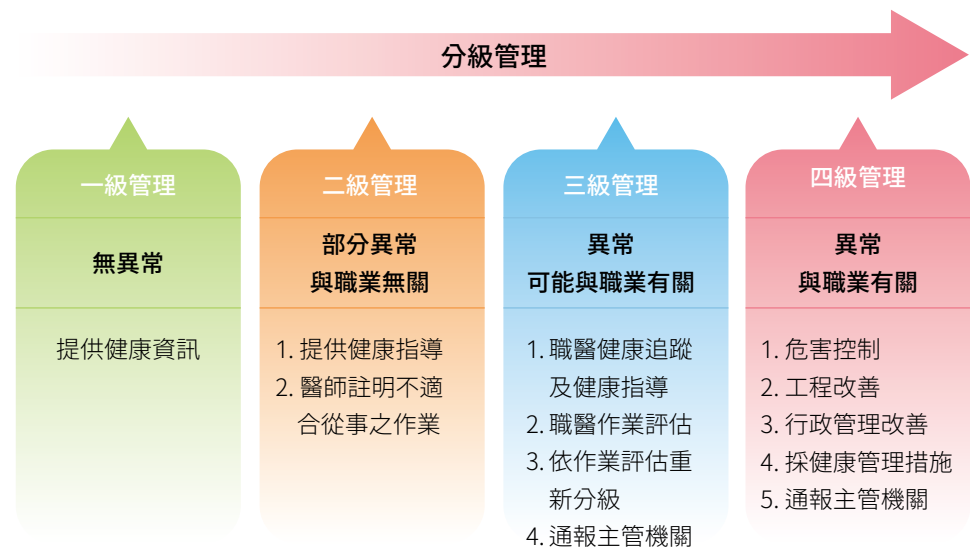 分級管理
一級管理
無異常
提供健康資訊
二級管理
部分異常
與職業無關
1. 提供健康指導
2. 醫師註明不適
合從事之作業
三級管理
異常
可能與職業有關
1. 職醫健康追蹤
及健康指導
2. 職醫作業評估
3. 依作業評估重
新分級
4. 通報主管機關
四級管理
異常
與職業有關
1. 危害控制
2. 工程改善
3. 行政管理改善
4. 採健康管理措施
5. 通報主管機關